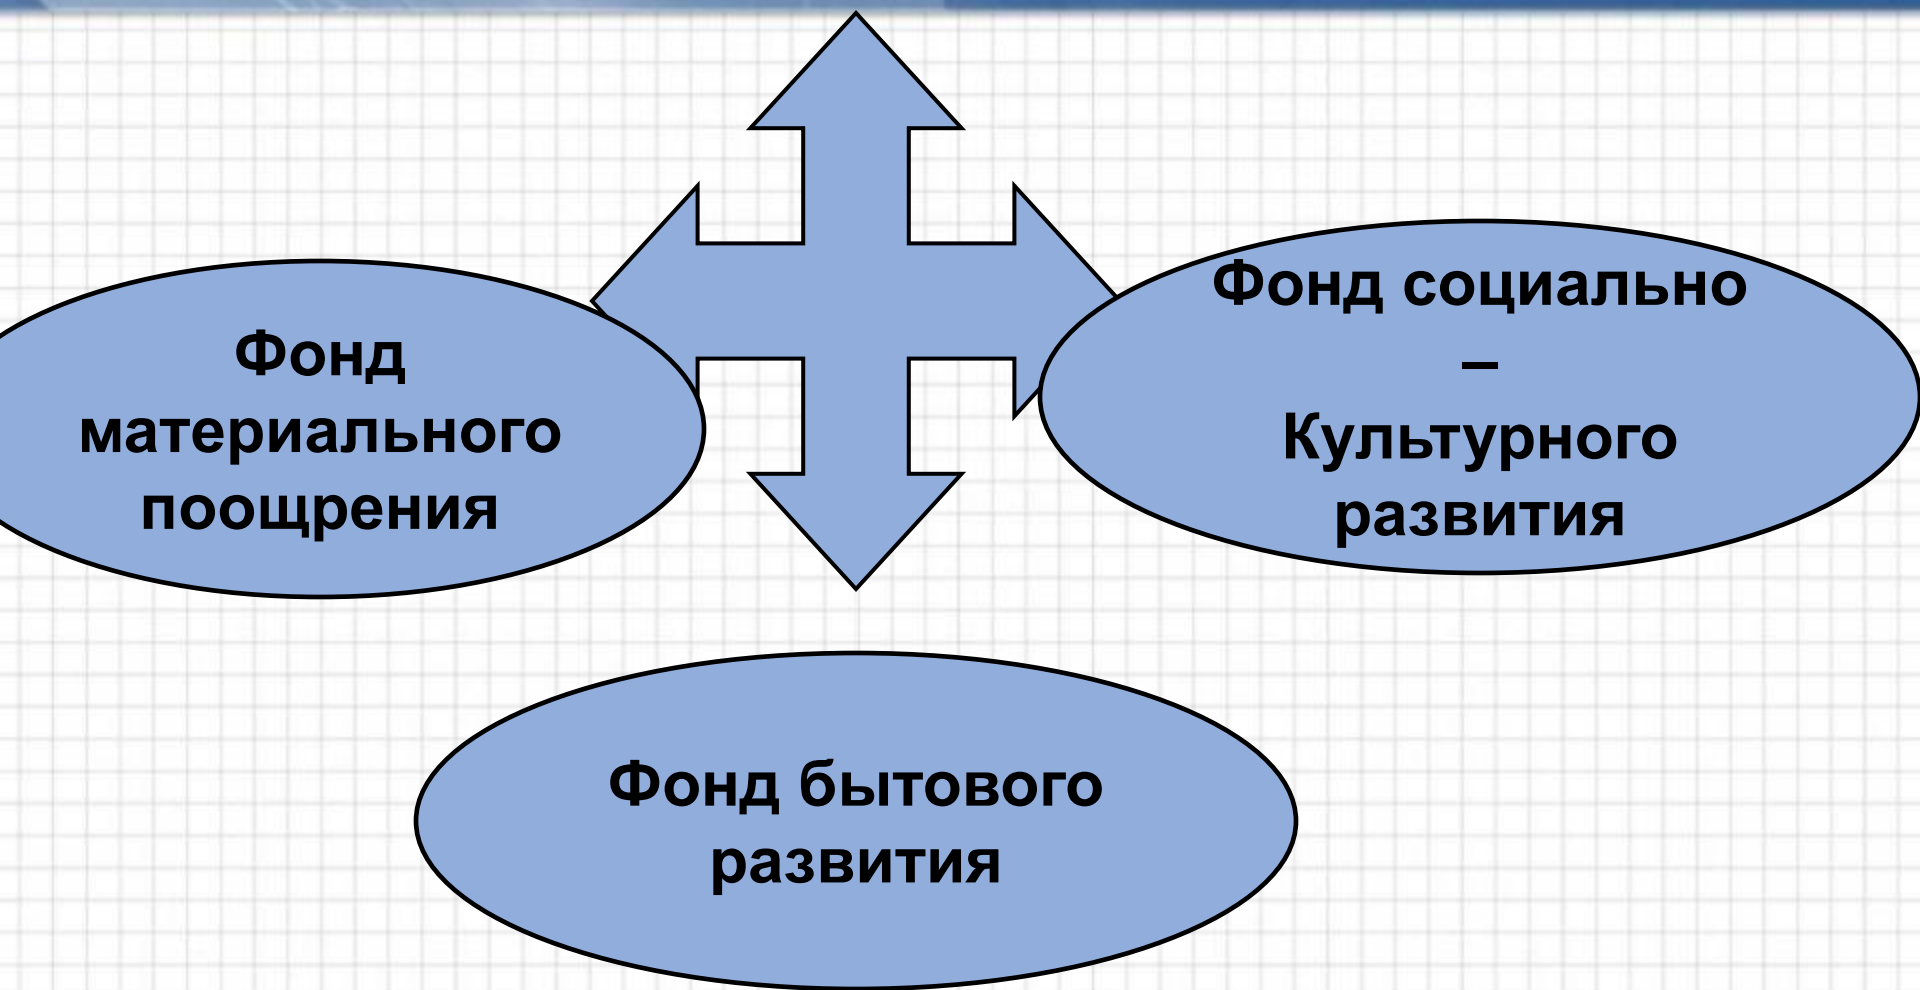 Фонд
материального
поощрения
Фонд социально
–
Культурного
развития
Фонд бытового
развития